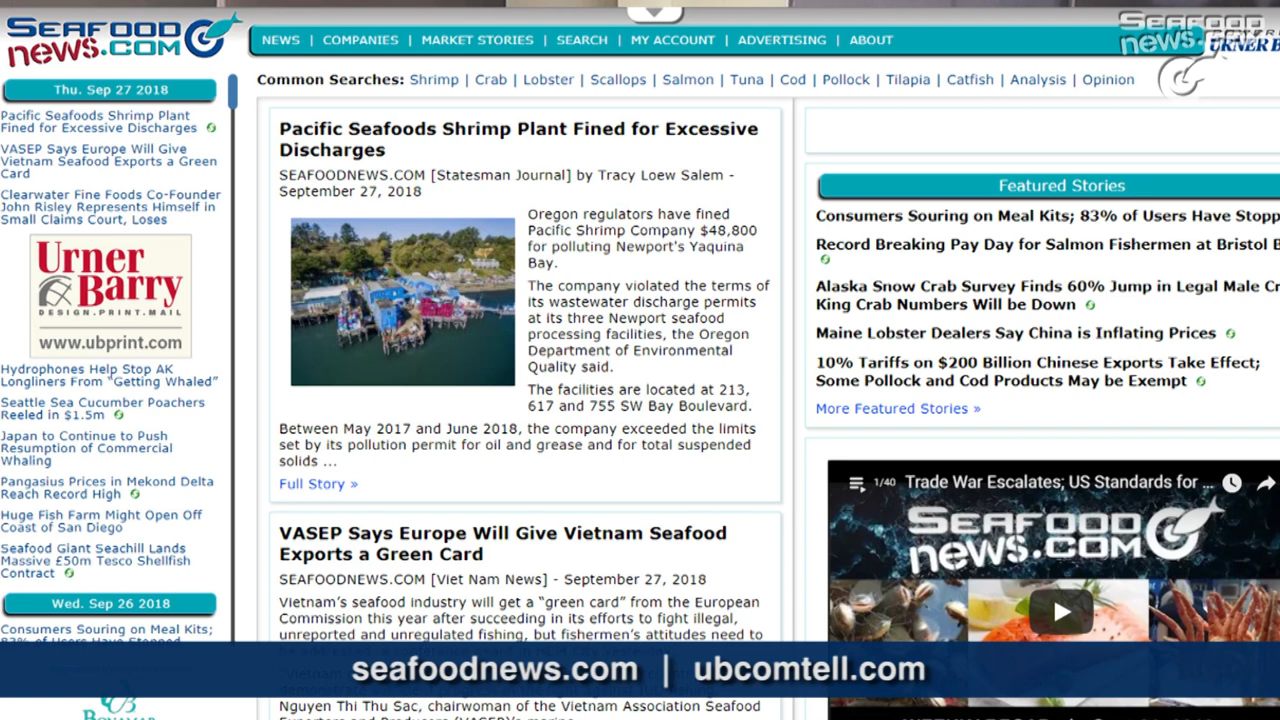 SEAFOOD
news.com
NEWS | COMPANIES | MARKET STORIES | SEARCH | MY ACCOUNT | ADVERTISING | ABOUT
SEAFOOD
news.
URNER B
Common Searches: Shrimp | Crab | Lobster | Scallops | Salmon | Tuna | Cod | Pollock | Tilapia | Catfish | Analysis | Opinion
Thu. Sep 27 2018
Pacific Seafoods Shrimp Plant
Fined for Excessive Discharges
VASEP Says Europe Will Give
Vietnam Seafood Exports a Green
Card
Clearwater Fine Foods Co-Founder
John Risley Represents Himself in
Small Claims Court, Loses
Urner
Barry
DESIGN.PRINT.MAIL
www.ubprint.com
Hydrophones Help Stop AK
Longliners From “Getting Whaled”
Seattle Sea Cucumber Poachers
Reeled in $1.5m
Japan to Continue to Push
Resumption of Commercial
Whaling
Pangasius Prices in Mekond Delta
Reach Record High
Huge Fish Farm Might Open Off
Coast of San Diego
Seafood Giant Seachill Lands
Massive £50m Tesco Shellfish
Contract
Wed. Sep 26 2018
Consumers Souring on Meal Kits;
83% of Users Have Stopped
BONAMAR
Pacific Seafoods Shrimp Plant Fined for Excessive
Discharges
SEAFOODNEWS.COM [Statesman Journal] by Tracy Loew Salem -
September 27, 2018
Oregon regulators have fined
Pacific Shrimp Company $48,800
for polluting Newport's Yaquina
Bay.
The company violated the terms of
its wastewater discharge permits
at its three Newport seafood
processing facilities, the Oregon
Department of Environmental
Quality said.
The facilities are located at 213,
617 and 755 SW Bay Boulevard.
Between May 2017 and June 2018, the company exceeded the limits
set by its pollution permit for oil and grease and for total suspended
solids ...
Full Story »
VASEP Says Europe Will Give Vietnam Seafood
Exports a Green Card
SEAFOODNEWS.COM [Viet Nam News] - September 27, 2018
Vietnam’s seafood industry will get a “green card” from the European
Commission this year after succeeding in its efforts to fight illegal,
unreported and unregulated fishing, but fishermen’s attitudes need to
Nguyen Thi Thu Sac, chairwoman of the Vietnam Association Seafood
Exporters and Producers (VASEP)’s marine
Featured Stories
Consumers Souring on Meal Kits; 83% of Users Have Stopp
Record Breaking Pay Day for Salmon Fishermen at Bristol B
Alaska Snow Crab Survey Finds 60% Jump in Legal Male Cr
King Crab Numbers Will be Down
Maine Lobster Dealers Say China is Inflating Prices
10% Tariffs on $200 Billion Chinese Exports Take Effect;
Some Pollock and Cod Products May be Exempt
More Featured Stories »
1/40 Trade War Escalates; US Standards for ...
SEAFOOD
news.com
seafoodnews.com | ubcomtell.com